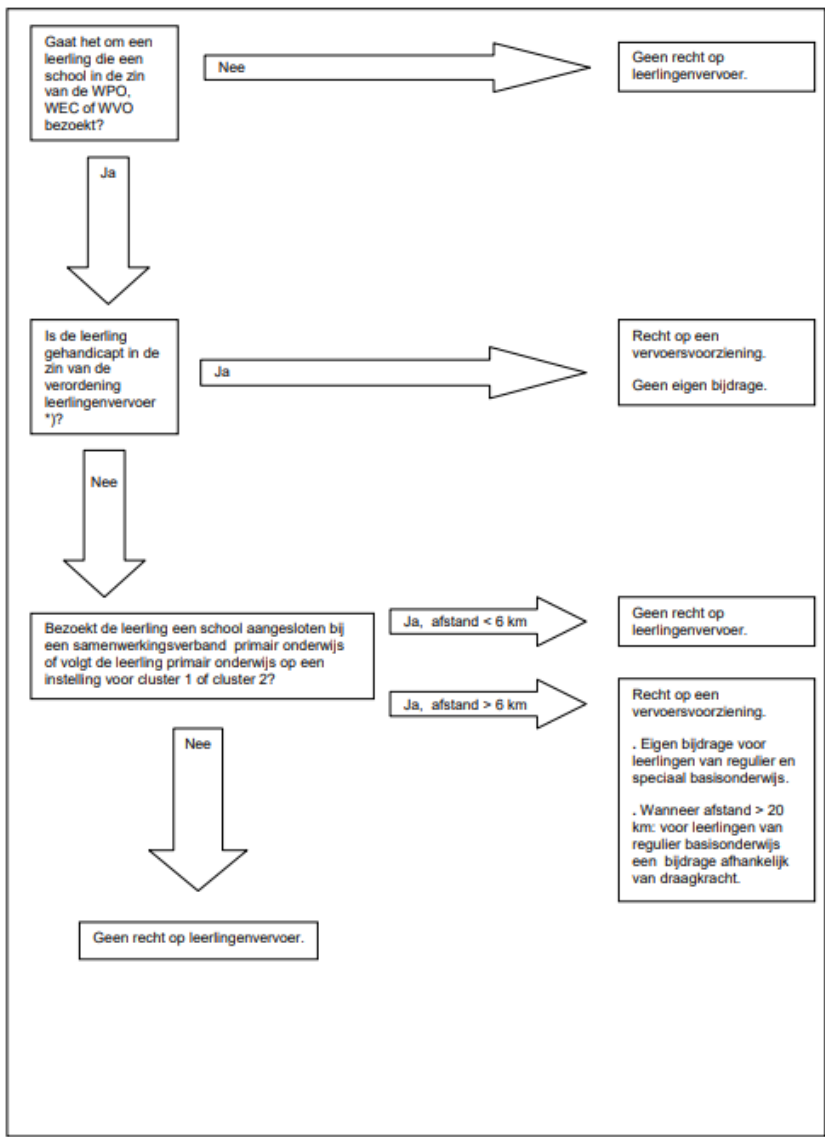 Gaat het om een
leerling die een
school in de zin
van de WPO,
WEC of WVO
bezoekt?
Nee
Geen recht op
leerlingenvervoer.
Ja
Is de leerling
gehandicapt in de
zin van de
verordening
leerlingenvervoer
*)?
Ja
Recht op een
vervoersvoorziening.
Geen eigen bijdrage.
Nee
Bezoekt de leerling een school aangesloten bij
een samenwerkingsverband primair onderwijs
of volgt de leerling primair onderwijs op een
instelling voor cluster 1 of cluster 2?
Ja, afstand < 6 km
Geen recht op
leerlingenvervoer.
Ja, afstand > 6 km
Recht op een
vervoersvoorziening.
. Eigen bijdrage voor
leerlingen van regulier en
speciaal basisonderwijs.
. Wanneer afstand > 20
km: voor leerlingen van
regulier basisonderwijs
een bijdrage afhankelijk
van draagkracht.
Nee
Geen recht op leerlingenvervoer.